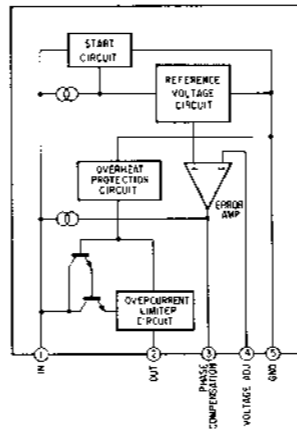 START
CIRCUIT
REFERENCE
VOLTAGE
CIRCUIT
OVERHEAT
PROTECTION
CIRCUIT
ERROR
AMP
OVERCURRENT
LIMITER
CIRCUIT
1
2
3
4
5
IN
OUT
PHASE
COMPENSATION
VOLTAGE ADJ
GND